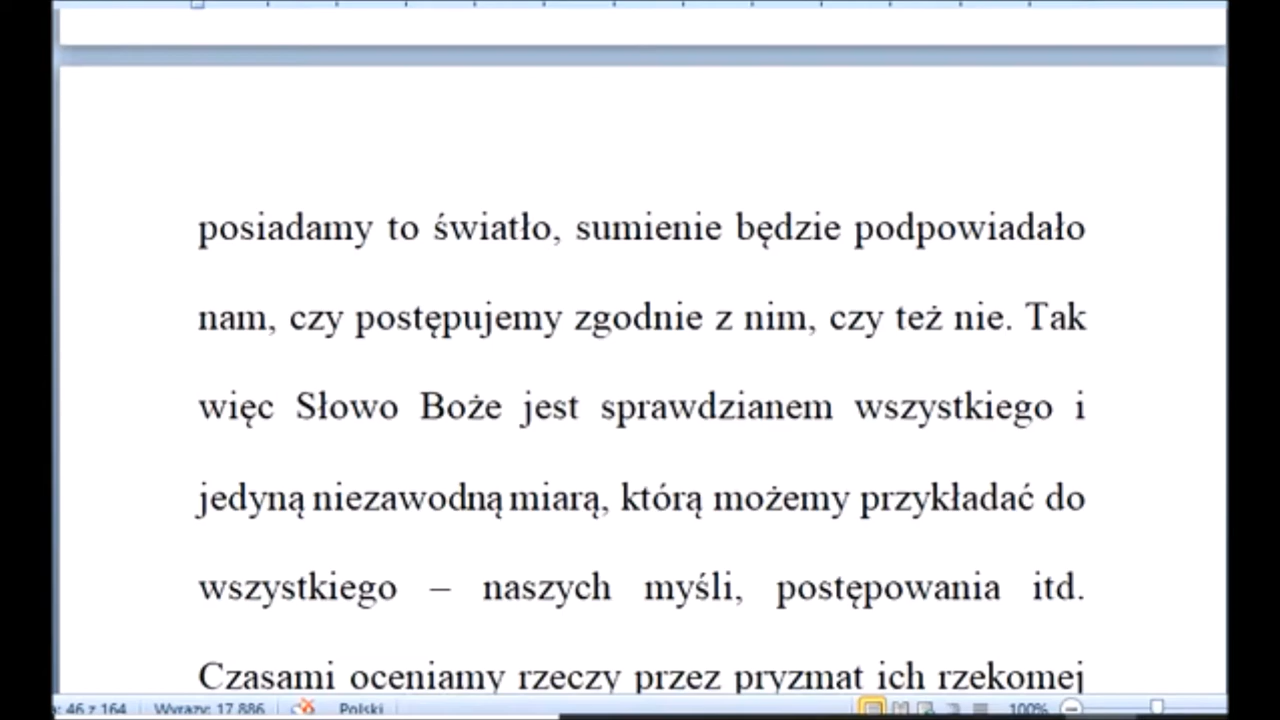 posiadamy to światło, sumienie będzie podpowiadało
nam, czy postępujemy zgodnie z nim, czy też nie. Tak
więc Słowo Boże jest sprawdzianem wszystkiego i
jedyną niezawodną miarą, którą możemy przykładać do
wszystkiego – naszych myśli, postępowania itd.
Czasami oceniamy rzeczy przez pryzmat ich rzekomej
: 46 z 164 Wyrazy: 17 886 Polski 100%